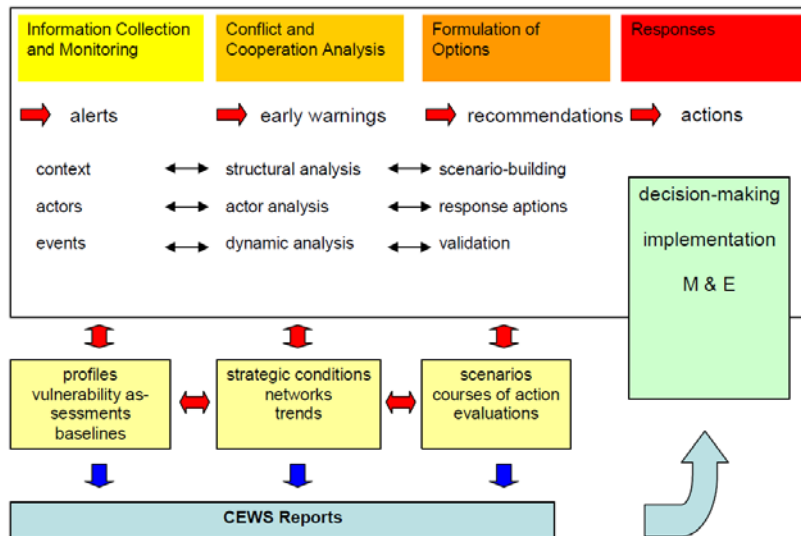 Information Collection
and Monitoring
Conflict and
Cooperation Analysis
Formulation of
Options
Responses
alerts
early warnings
recommendations
actions
context
structural analysis
scenario-building
actors
actor analysis
response aptions
events
dynamic analysis
validation
decision-making
implementation
M & E
profiles
vulnerability as-
sessments
baselines
strategic conditions
networks
trends
scenarios
courses of action
evaluations
CEWS Reports